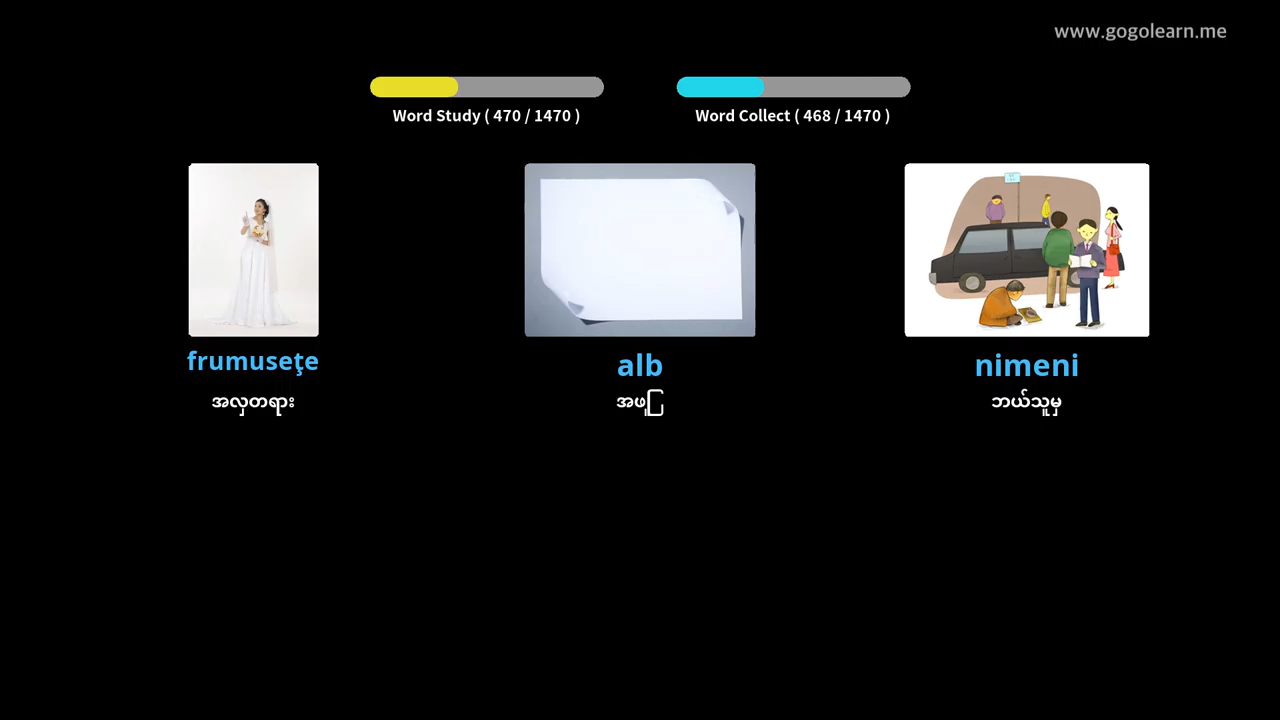 www.gogolearn.me
Word Study ( 470 / 1470 )
Word Collect ( 468 / 1470 )
frumuseţe
alb
nimeni
အလှတရား
အဖြူ
ဘယ်သူမှ